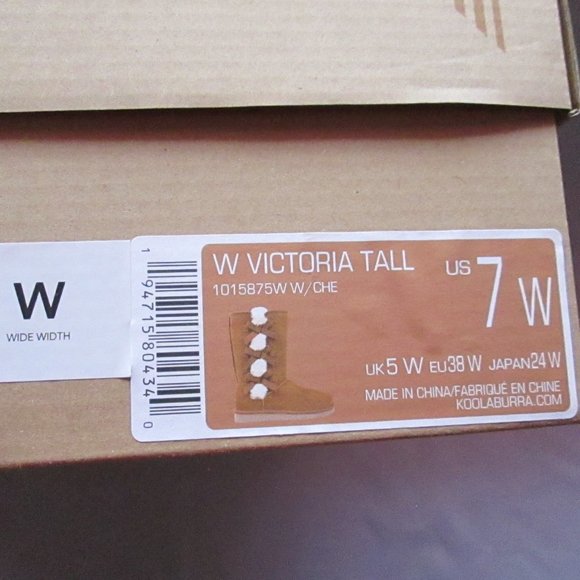 W
WIDE WIDTH
1 94715 80434 0
W VICTORIA TALL
1015875W W/CHE
US 7 W
UK 5 W EU 38 W JAPAN 24 W
MADE IN CHINA/FABRIQUÉ EN CHINE
KOOLABURRA.COM